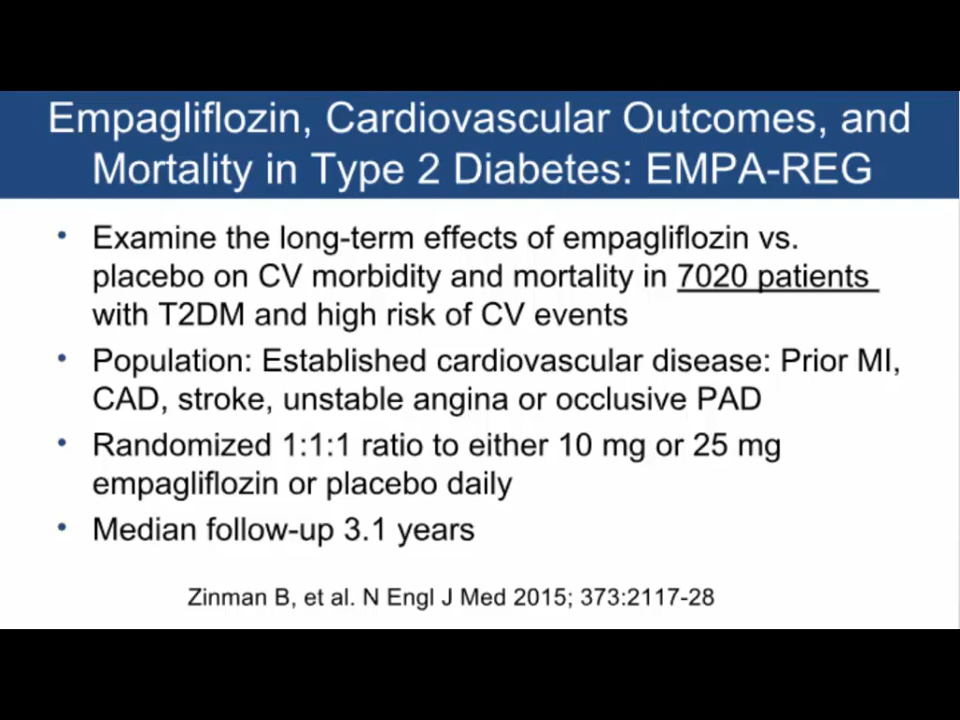 Empagliflozin, Cardiovascular Outcomes, and
Mortality in Type 2 Diabetes: EMPA-REG
• Examine the long-term effects of empagliflozin vs.
placebo on CV morbidity and mortality in 7020 patients
with T2DM and high risk of CV events
• Population: Established cardiovascular disease: Prior MI,
CAD, stroke, unstable angina or occlusive PAD
• Randomized 1:1:1 ratio to either 10 mg or 25 mg
empagliflozin or placebo daily
• Median follow-up 3.1 years
Zinman B, et al. N Engl J Med 2015; 373:2117-28